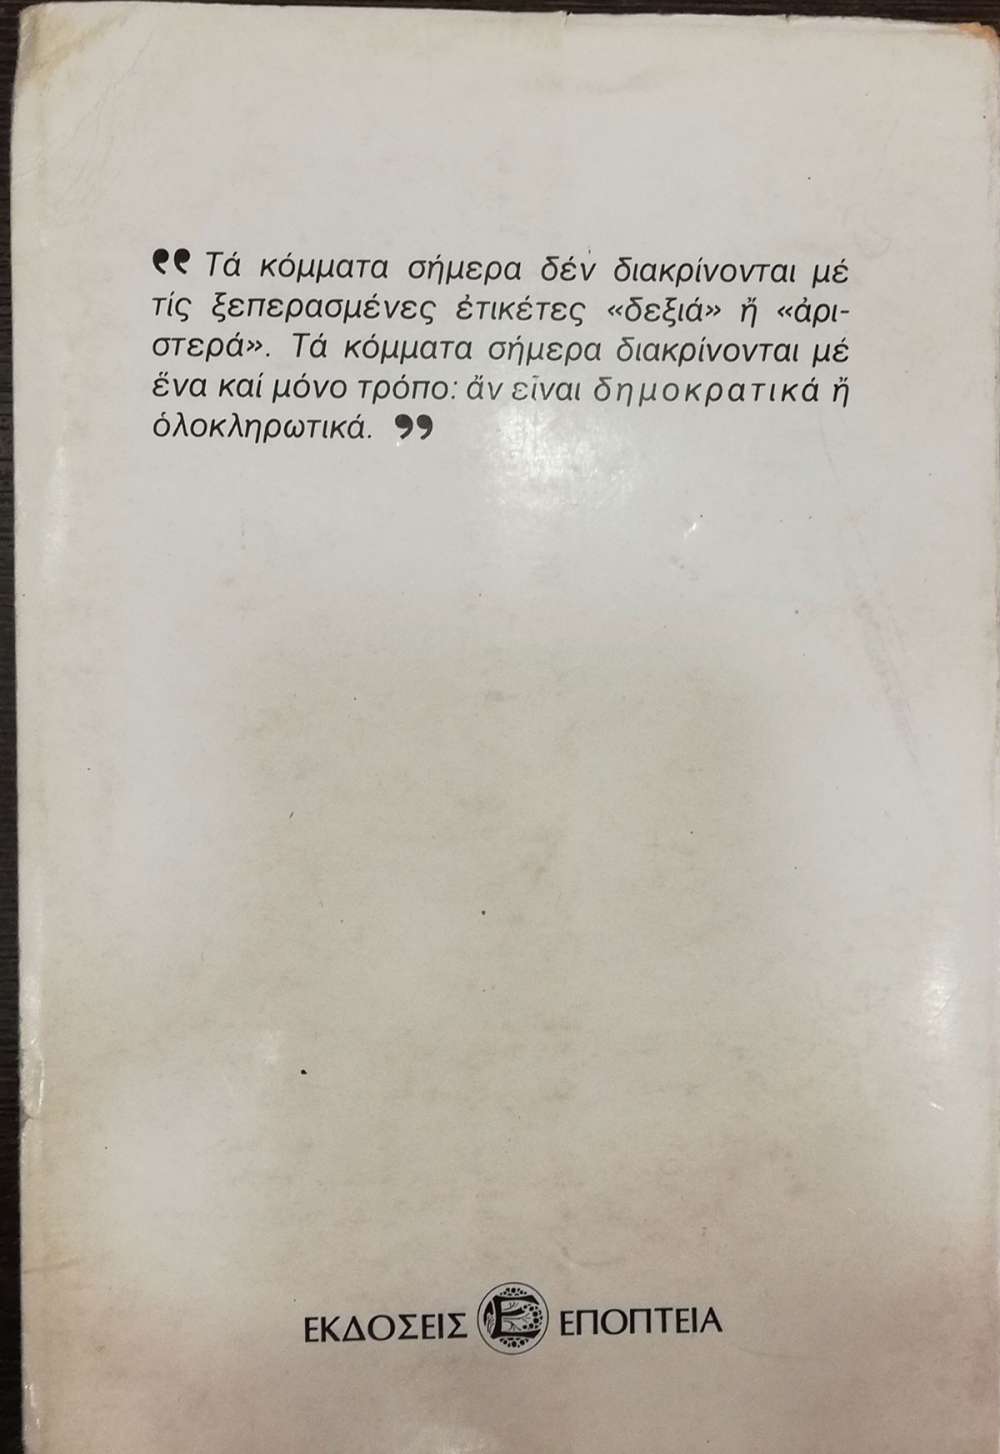 “ Τά κόμματα σήμερα δέν διακρίνονται μέ
τίς ξεπερασμένες ἐτικέτες «δεξιά» ἤ «ἀρι-
στερά». Τά κόμματα σήμερα διακρίνονται μέ
ἕνα καί μόνο τρόπο: ἄν εἶναι δημοκρατικά ἤ
ὁλοκληρωτικά. ”
ΕΚΔΟΣΕΙΣ Ε ΕΠΟΠΤΕΙΑ